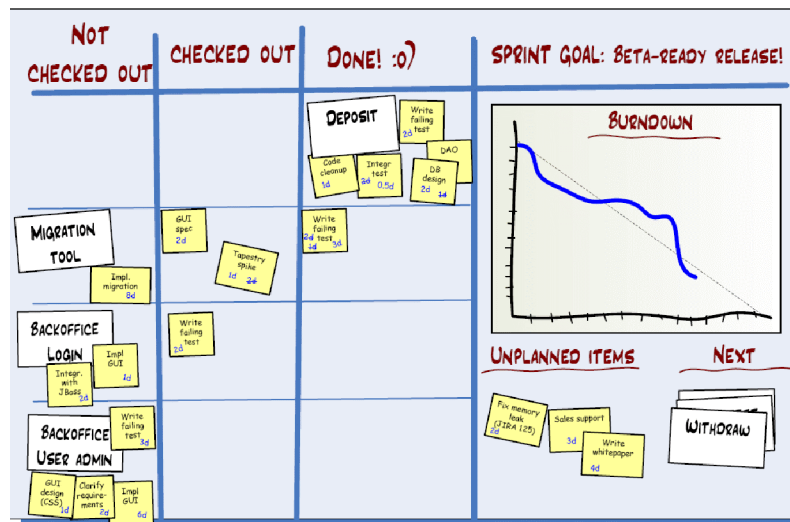 NOT
CHECKED OUT
CHECKED OUT
DONE! :o)
SPRINT GOAL: BETA-READY RELEASE!
DEPOSIT
Write
failing
test
2d
DAO
Code
cleanup
1d
Integr
test
2d 0.5d
DB
design
2d 1d
BURNDOWN
MIGRATION
TOOL
Impl.
migration
8d
GUI
spec
2d
Tapestry
spike
1d 2d
Write
failing
test
2d
1d 3d
BACKOFFICE
LOGIN
Impl
GUI
1d
Integr.
with
JBoss
2d
Write
failing
test
2d
BACKOFFICE
USER ADMIN
Write
failing
test
3d
GUI
design
(CSS)
1d
Clarify
require-
ments
2d
Impl
GUI
6d
UNPLANNED ITEMS
NEXT
Fix memory
leak
(JIRA 125)
2d
Sales support
3d
Write
whitepaper
4d
WITHDRAW